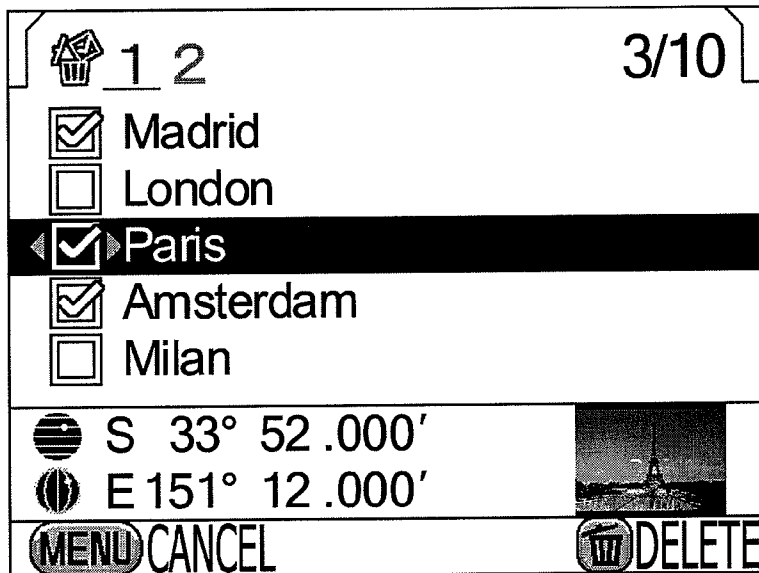 1 2 3/10
Madrid
London
Paris
Amsterdam
Milan
S 33° 52 .000′
E 151° 12 .000′
MENU CANCEL DELETE